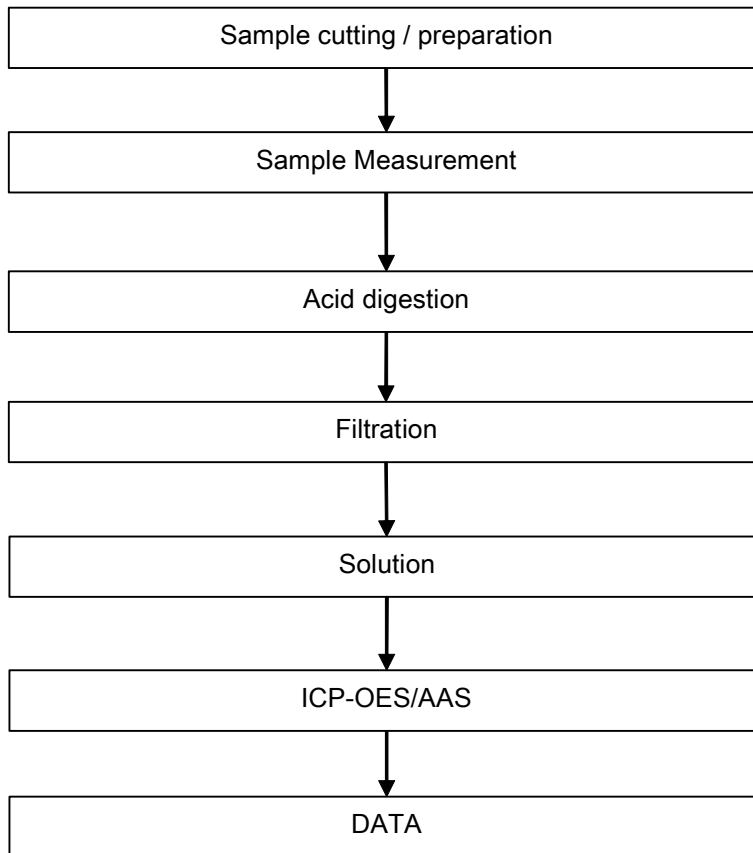 Sample cutting / preparation
Sample Measurement
Acid digestion
Filtration
Solution
ICP-OES/AAS
DATA